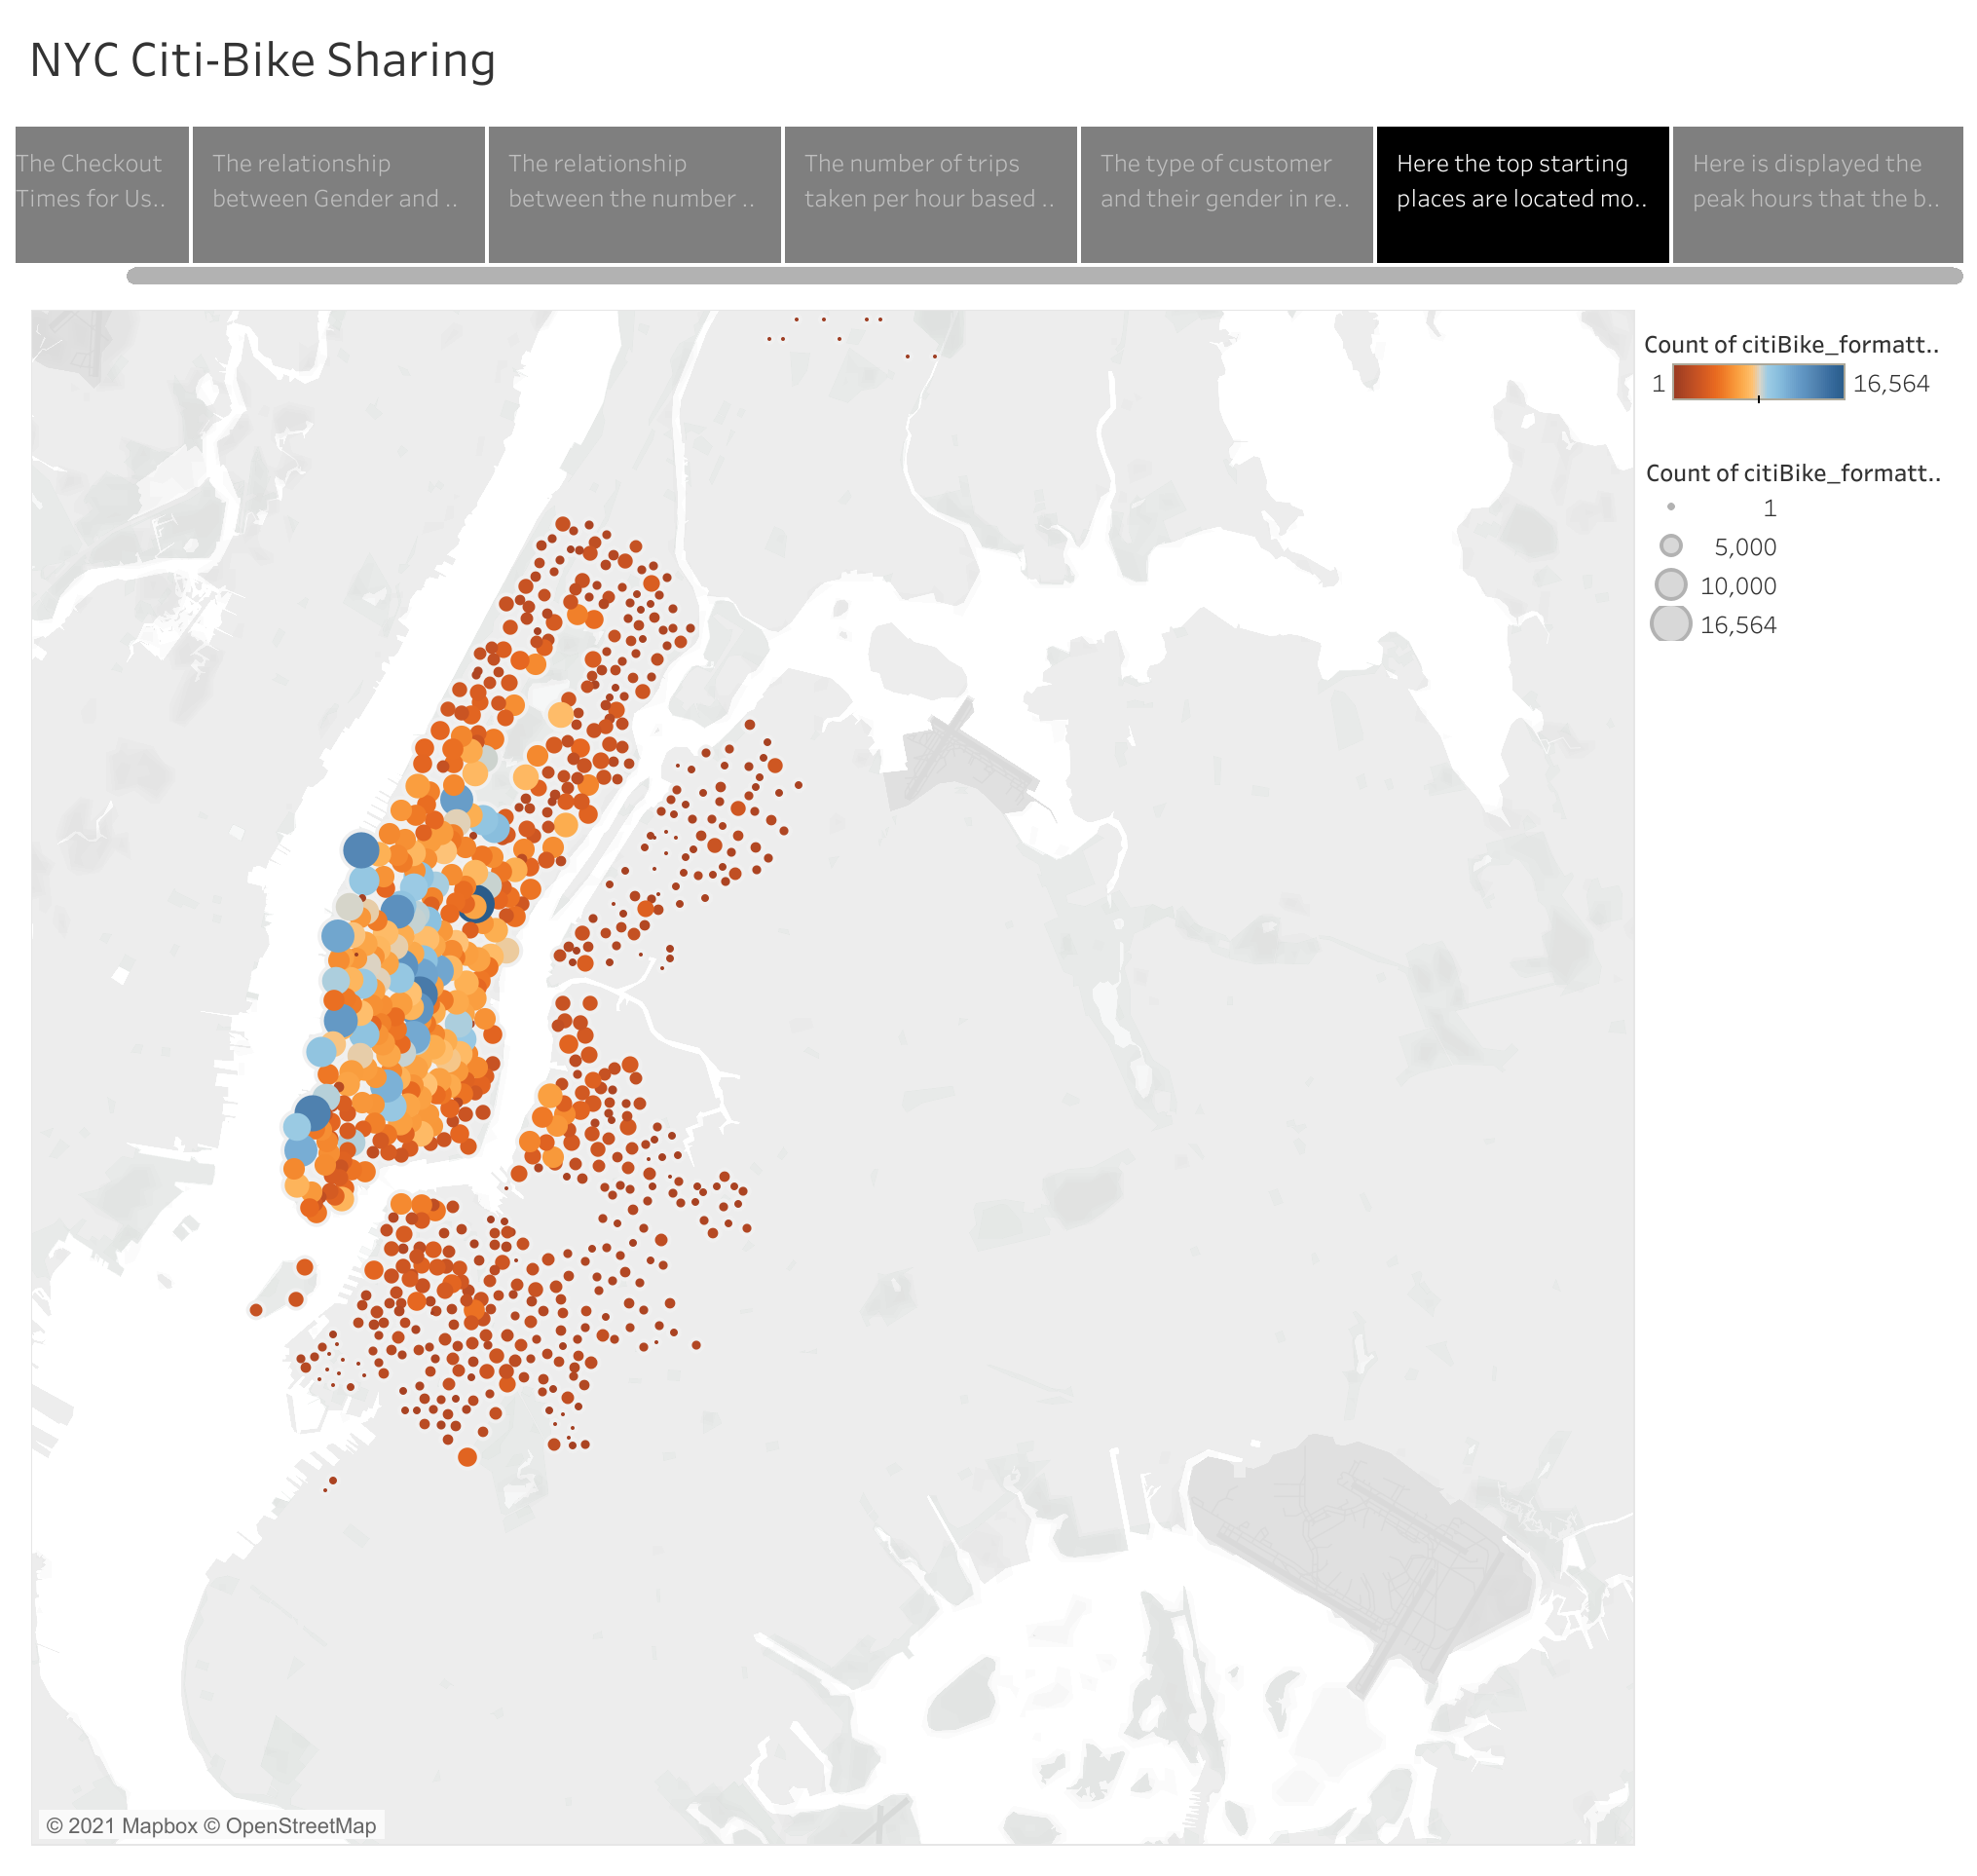 NYC Citi-Bike Sharing
The Checkout
Times for Us..
The relationship
between Gender and ..
The relationship
between the number ..
The number of trips
taken per hour based ..
The type of customer
and their gender in re..
Here the top starting
places are located mo..
Here is displayed the
peak hours that the b..
Count of citiBike_formatt..
1 16,564
Count of citiBike_formatt..
1
5,000
10,000
16,564
© 2021 Mapbox © OpenStreetMap